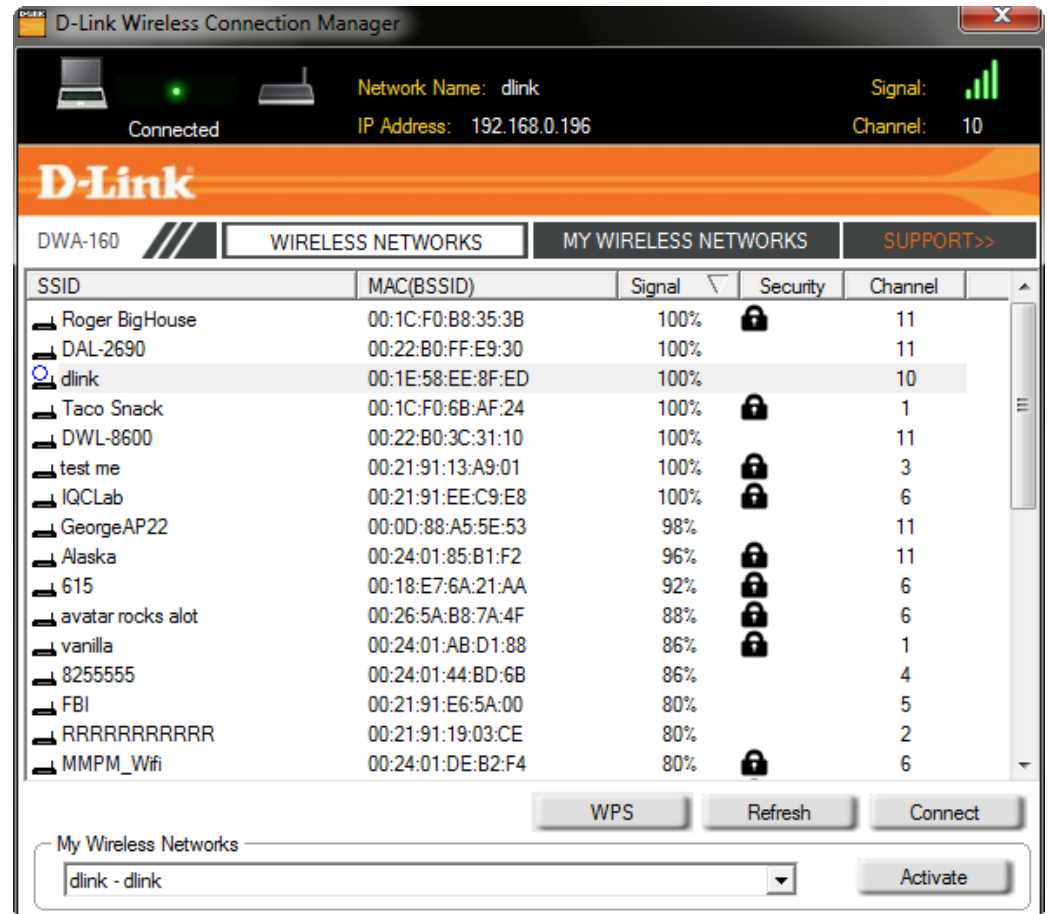 D-Link Wireless Connection Manager
Network Name: dlink Signal:
Connected IP Address: 192.168.0.196 Channel: 10
D-Link
DWA-160 WIRELESS NETWORKS MY WIRELESS NETWORKS SUPPORT>>
SSID MAC(BSSID) Signal Security Channel
Roger BigHouse 00:1C:F0:B8:35:3B 100% 11
DAL-2690 00:22:B0:FF:E9:30 100% 11
dlink 00:1E:58:EE:8F:ED 100% 10
Taco Snack 00:1C:F0:6B:AF:24 100% 1
DWL-8600 00:22:B0:3C:31:10 100% 11
test me 00:21:91:13:A9:01 100% 3
IQCLab 00:21:91:EE:C9:E8 100% 6
GeorgeAP22 00:0D:88:A5:5E:53 98% 11
Alaska 00:24:01:85:B1:F2 96% 11
615 00:18:E7:6A:21:AA 92% 6
avatar rocks alot 00:26:5A:B8:7A:4F 88% 6
vanilla 00:24:01:AB:D1:88 86% 1
8255555 00:24:01:44:BD:6B 86% 4
FBI 00:21:91:E6:5A:00 80% 5
RRRRRRRRRRR 00:21:91:19:03:CE 80% 2
MMPM_Wifi 00:24:01:DE:B2:F4 80% 6
WPS Refresh Connect
My Wireless Networks
dlink - dlink Activate